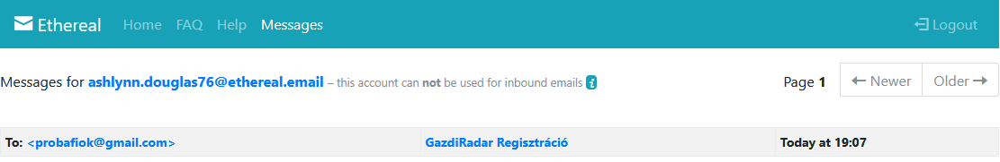 Ethereal Home FAQ Help Messages Logout
Messages for ashlynn.douglas76@ethereal.email – this account can not be used for inbound emails i Page 1 Newer Older
To: <probafiok@gmail.com> GazdiRadar Regisztráció Today at 19:07